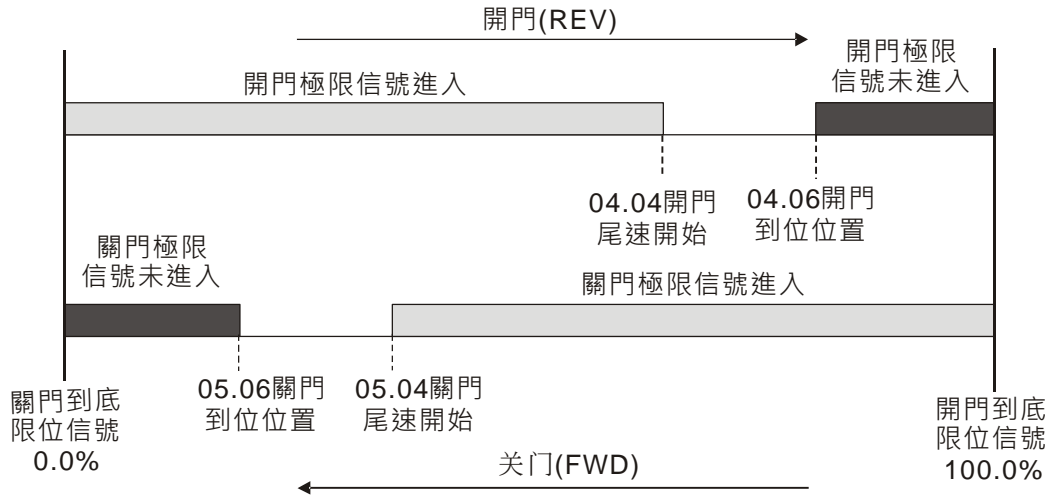 開門(REV)
開門極限
信號未進入
開門極限信號進入
04.04開門
尾速開始
04.06開門
到位位置
關門極限
信號未進入
關門極限信號進入
05.06關門
到位位置
05.04關門
尾速開始
關門到底
限位信號
0.0%
開門到底
限位信號
100.0%
关门(FWD)